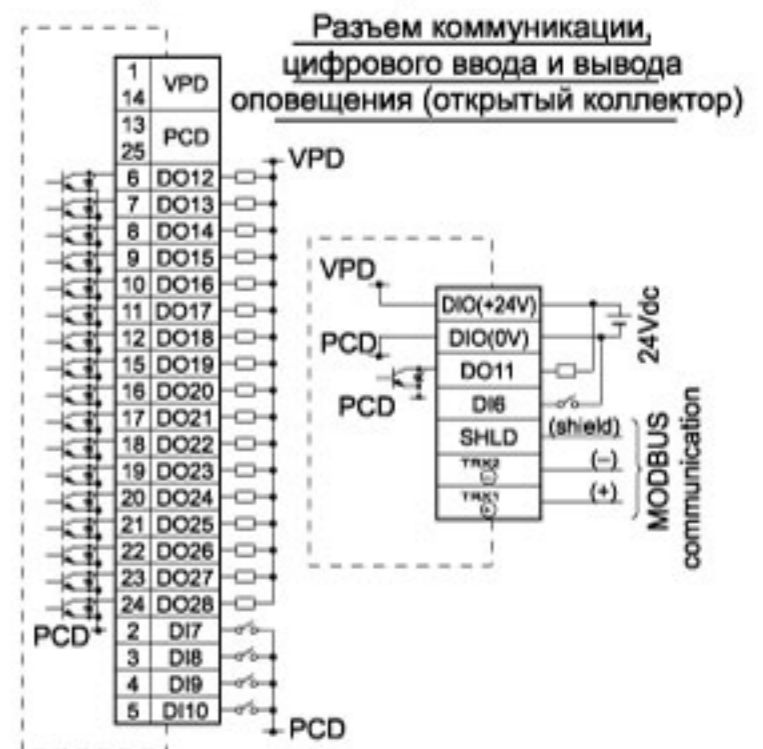 Разъем коммуникации,
цифрового ввода и вывода
оповещения (открытый коллектор)
1
14 VPD
13
25 PCD
VPD
6 DO12
7 DO13
8 DO14
9 DO15
10 DO16
11 DO17
12 DO18
15 DO19
16 DO20
17 DO21
18 DO22
19 DO23
20 DO24
21 DO25
22 DO26
23 DO27
24 DO28
PCD
2 DI7
3 DI8
4 DI9
5 DI10
PCD
VPD
DIO(+24V)
PCD
DIO(0V)
24Vdc
DO11
PCD
DI6
SHLD (shield)
TRX2 (−)
TRX1 (+)
MODBUS
communication